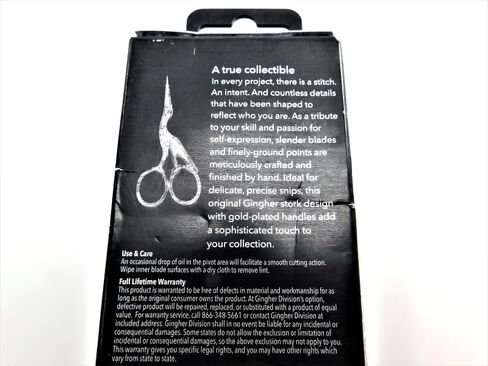 A true collectible
In every project, there is a stitch.
An intent. And countless details
that have been shaped to
reflect who you are. As a tribute
to your skill and passion for
self-expression, slender blades
and finely-ground points are
meticulously crafted and
finished by hand. Ideal for
delicate, precise snips, this
original Gingher stork design
with gold-plated handles add
a sophisticated touch to
your collection.
Use & Care
An occasional drop of oil in the pivot area will facilitate a smooth cutting action.
Wipe inner blade surfaces with a dry cloth to remove lint.
Full Lifetime Warranty
This product is warranted to be free of defects in material and workmanship for as
long as the original consumer owns the product. At Gingher Division's option,
defective product will be repaired, replaced, or substituted with a product of equal
value. For warranty service, call 866-348-5661 or contact Gingher Division at
included address. Gingher Division shall in no event be liable for any incidental or
consequential damages. Some states do not allow the exclusion or limitation of
incidental or consequential damages, so the above exclusion may not apply to you.
This warranty gives you specific legal rights, and you may have other rights which
vary from state to state.